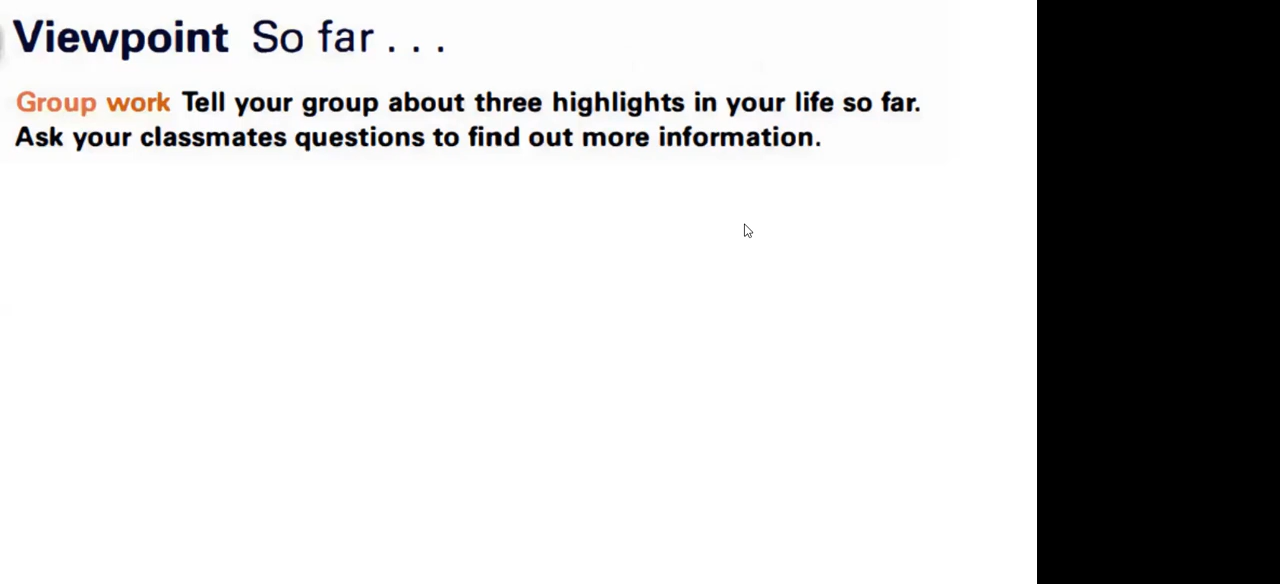 Viewpoint So far . . .
Group work Tell your group about three highlights in your life so far.
Ask your classmates questions to find out more information.